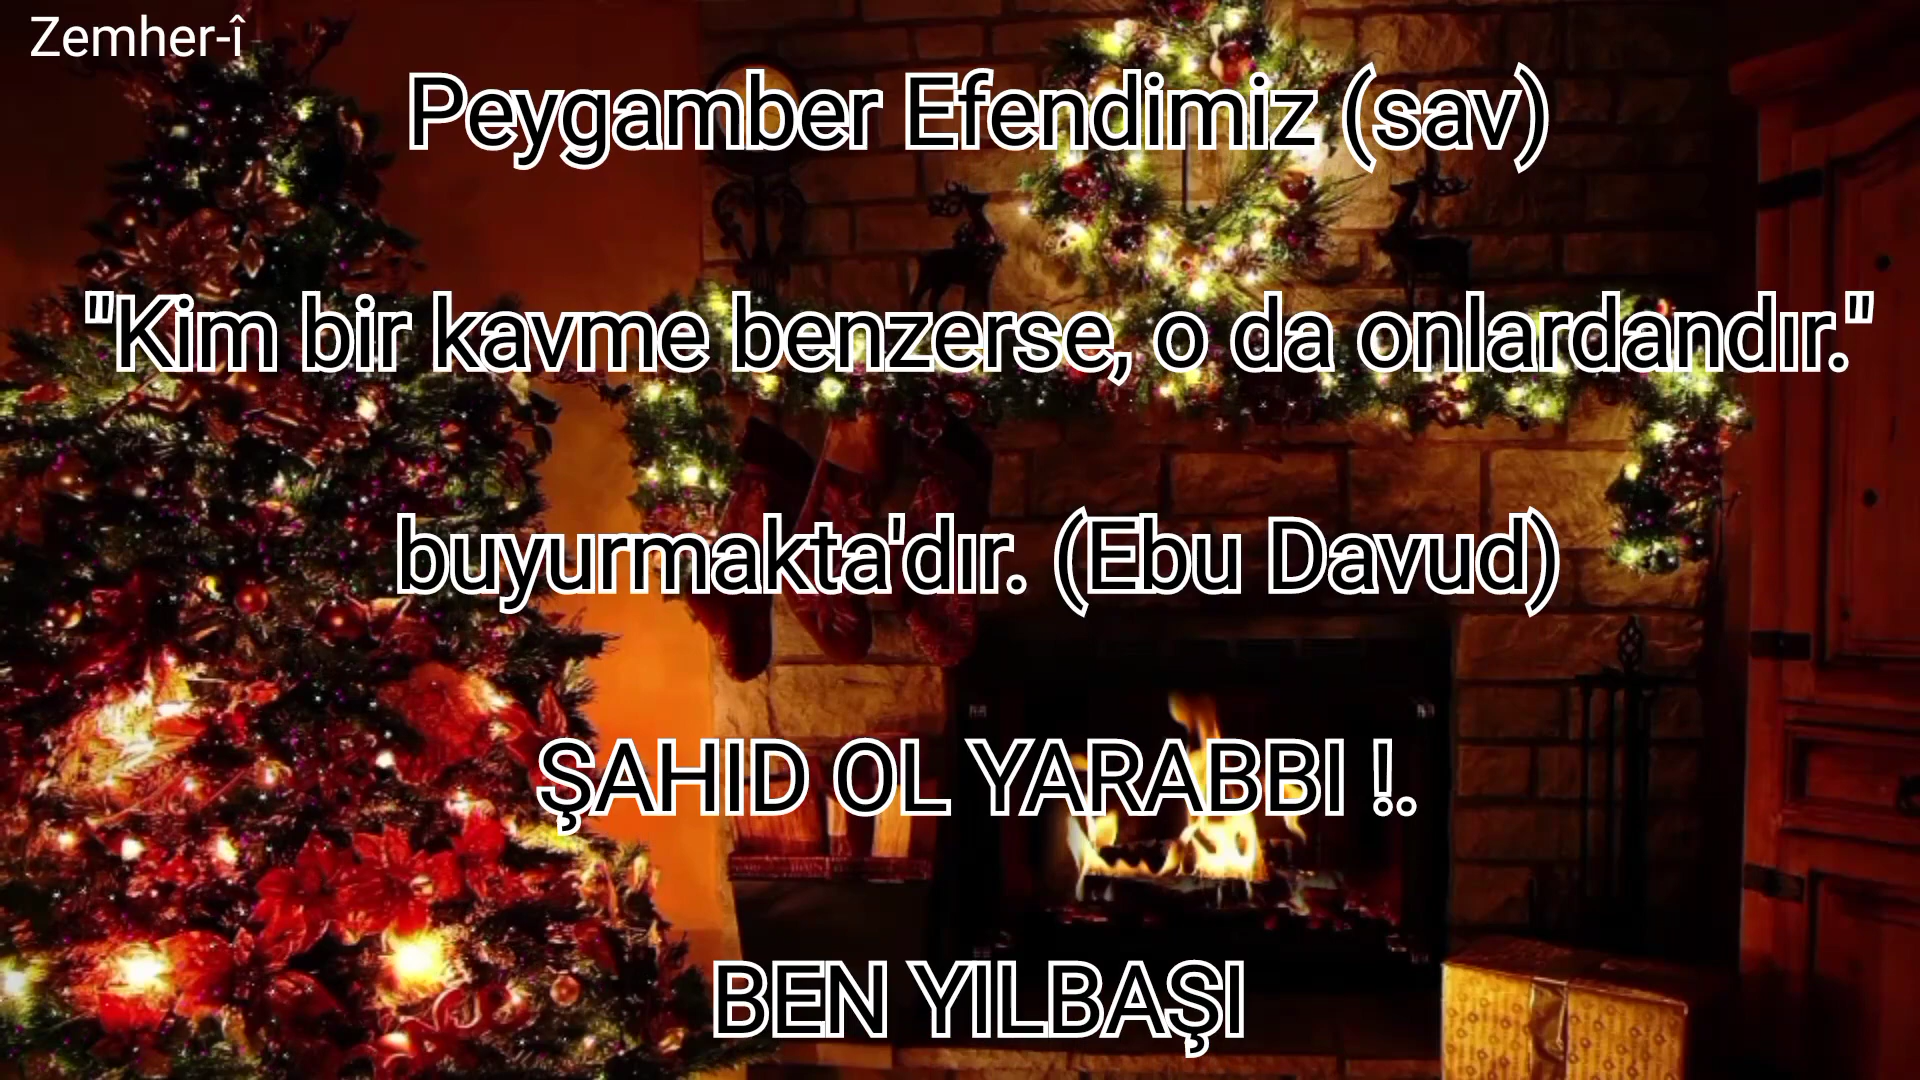 Zemher-î
Peygamber Efendimiz (sav)
"Kim bir kavme benzerse, o da onlardandır."
buyurmakta'dır. (Ebu Davud)
ŞAHID OL YARABBI !.
BEN YILBAŞI